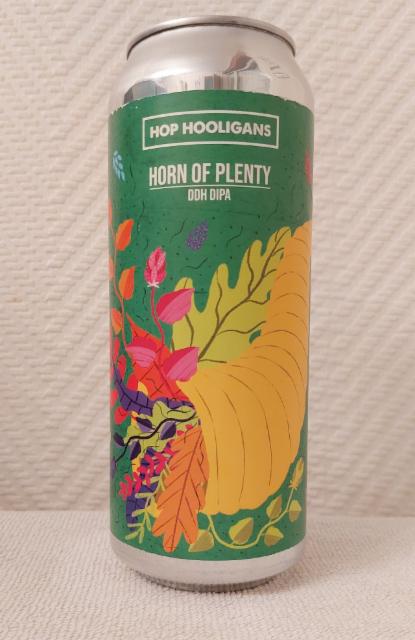 HOP HOOLIGANS
HORN OF PLENTY
DDH DIPA